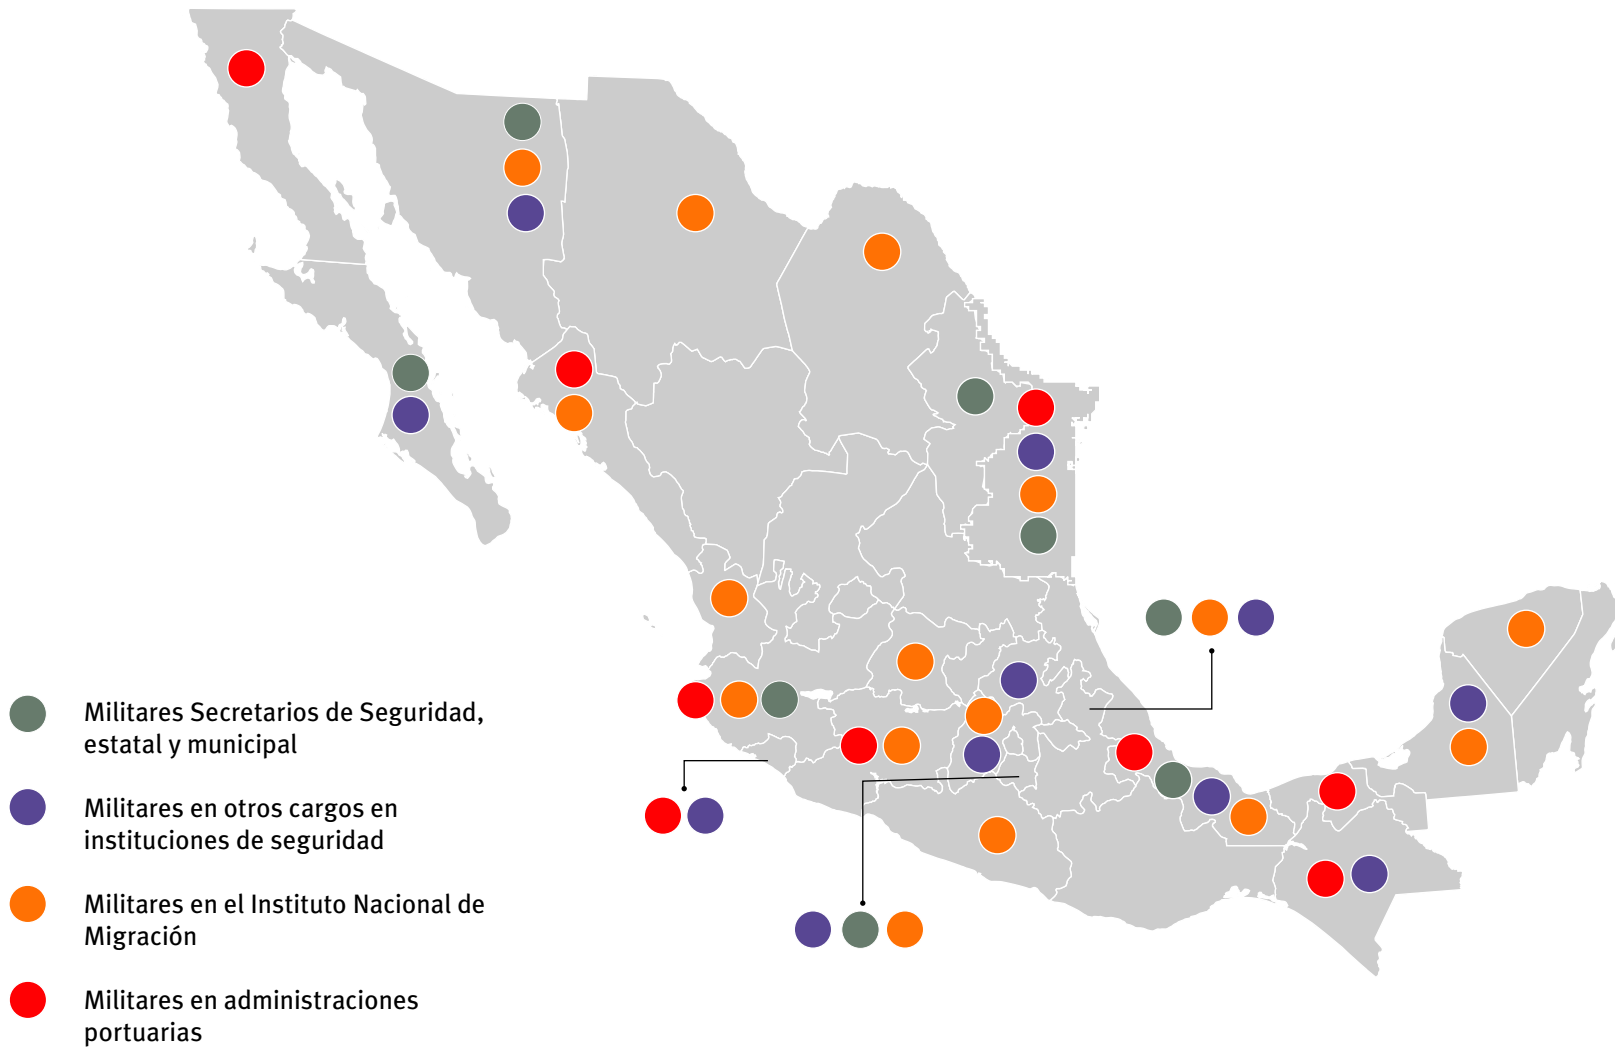 Militares Secretarios de Seguridad,
estatal y municipal
Militares en otros cargos en
instituciones de seguridad
Militares en el Instituto Nacional de
Migración
Militares en administraciones
portuarias